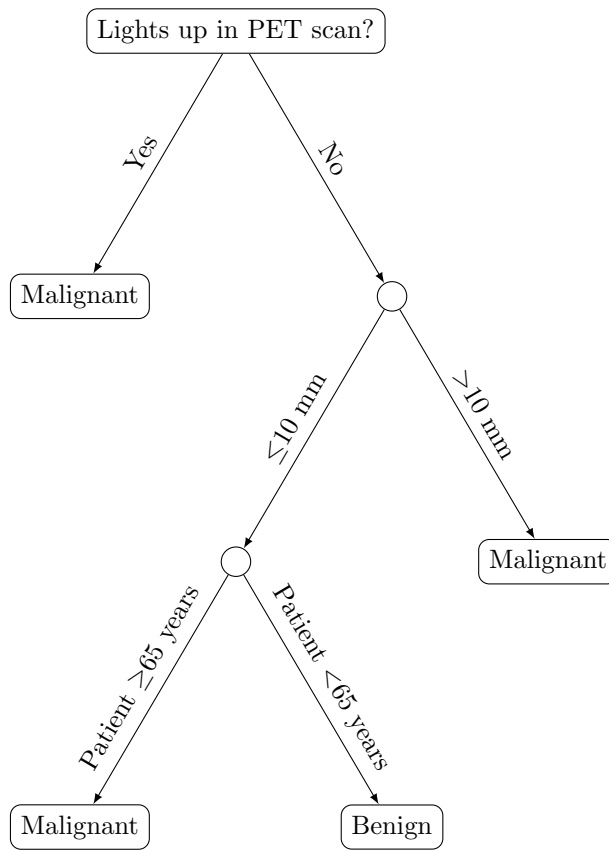 Lights up in PET scan?
Yes
No
Malignant
≤10 mm
>10 mm
Malignant
Patient ≥65 years
Patient <65 years
Malignant
Benign